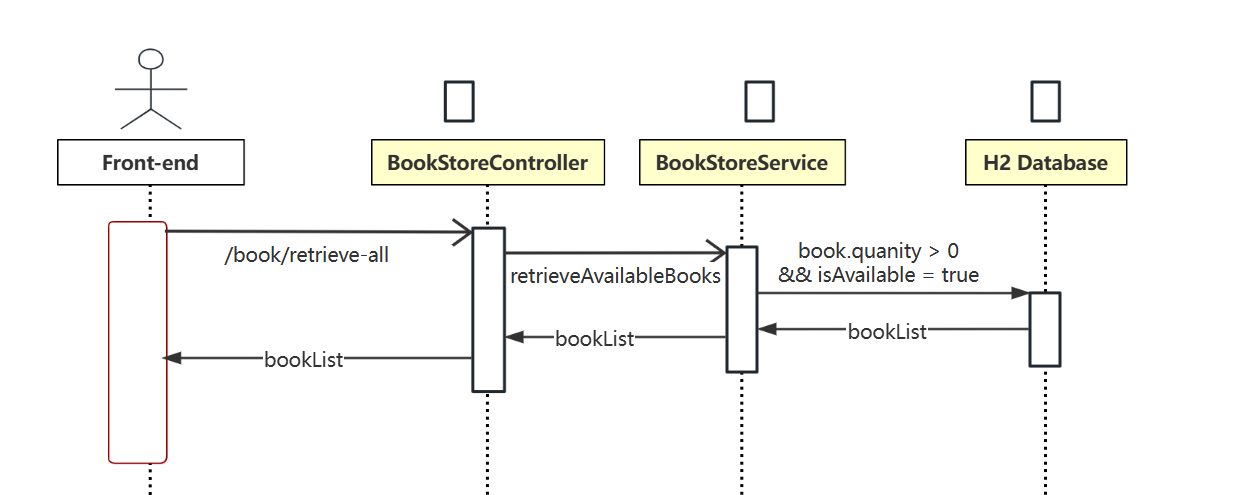 Front-end
BookStoreController
BookStoreService
H2 Database
/book/retrieve-all
retrieveAvailableBooks
book.quanity > 0
&& isAvailable = true
bookList
bookList
bookList